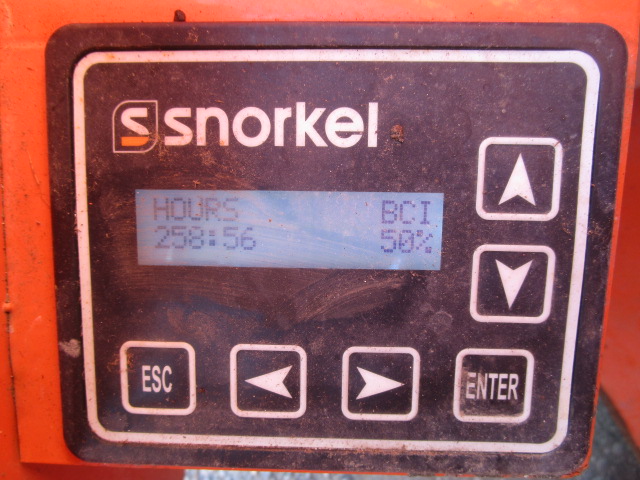 snorkel
HOURS BCI
258:56 50%
ESC ENTER